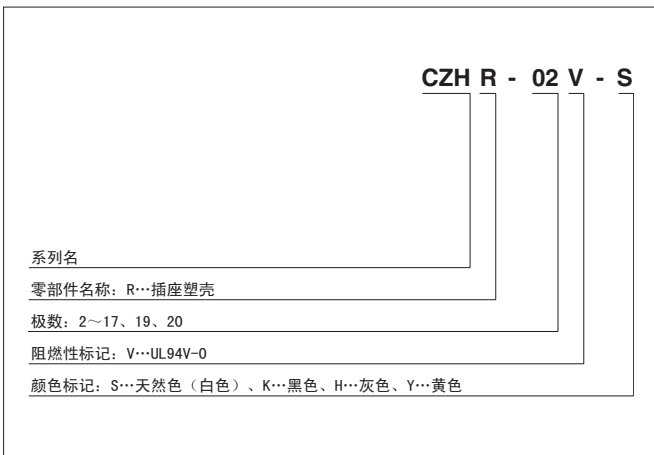 CZH R - 02 V - S
系列名
零部件名称：R…插座塑壳
极数：2～17、19、20
阻燃性标记：V…UL94V-0
颜色标记：S…天然色（白色）、K…黑色、H…灰色、Y…黄色